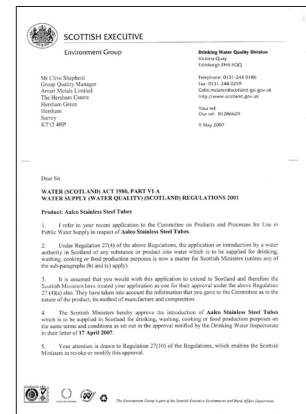 SCOTTISH EXECUTIVE
Environment Group
Drinking Water Quality Division
Victoria Quay
Edinburgh EH6 6QQ
Mr Clive Shepherd
Group Quality Manager
Amari Metals Limited
The Hersham Centre
Hersham Green
Hersham
Surrey
KT12 4HP
Telephone: 0131-244 0186
Fax: 0131-244 0259
http://www.scotland.gov.uk
Your ref:
Our ref: B1286629
9 May 2007
Dear Sir
WATER (SCOTLAND) ACT 1980, PART VI A
WATER SUPPLY (WATER QUALITY) (SCOTLAND) REGULATIONS 2001
Product: Aalco Stainless Steel Tubes
1. I refer to your recent application to the Committee on Products and Processes for Use in
Public Water Supply in respect of Aalco Stainless Steel Tubes.
2. Under Regulation 27(4) of the above Regulations, the application or introduction by a water
authority in Scotland of any substance or product into water which is to be supplied for drinking,
washing, cooking or food production purposes is now a matter for Scottish Ministers (unless any of
the sub-paragraphs (b) and (c) apply).
3. It is assumed that you would wish this application to extend to Scotland and therefore the
Scottish Ministers have treated your application as one for their approval under the above Regulation
27(4)(a) also. They have taken into account the information that you gave to the Committee as to the
nature of the product, its method of manufacture and composition.
4. The Scottish Ministers hereby approve the introduction of Aalco Stainless Steel Tubes
which is to be supplied in Scotland for drinking, washing, cooking or food production purposes on
the same terms and conditions as set out in the approval notified by the Drinking Water Inspectorate
in their letter of 17 April 2007.
5. Your attention is drawn to Regulation 27(10) of the Regulations, which enables the Scottish
Ministers to revoke or modify this approval.
The Environment Group is part of the Scottish Executive Environment and Rural Affairs Department